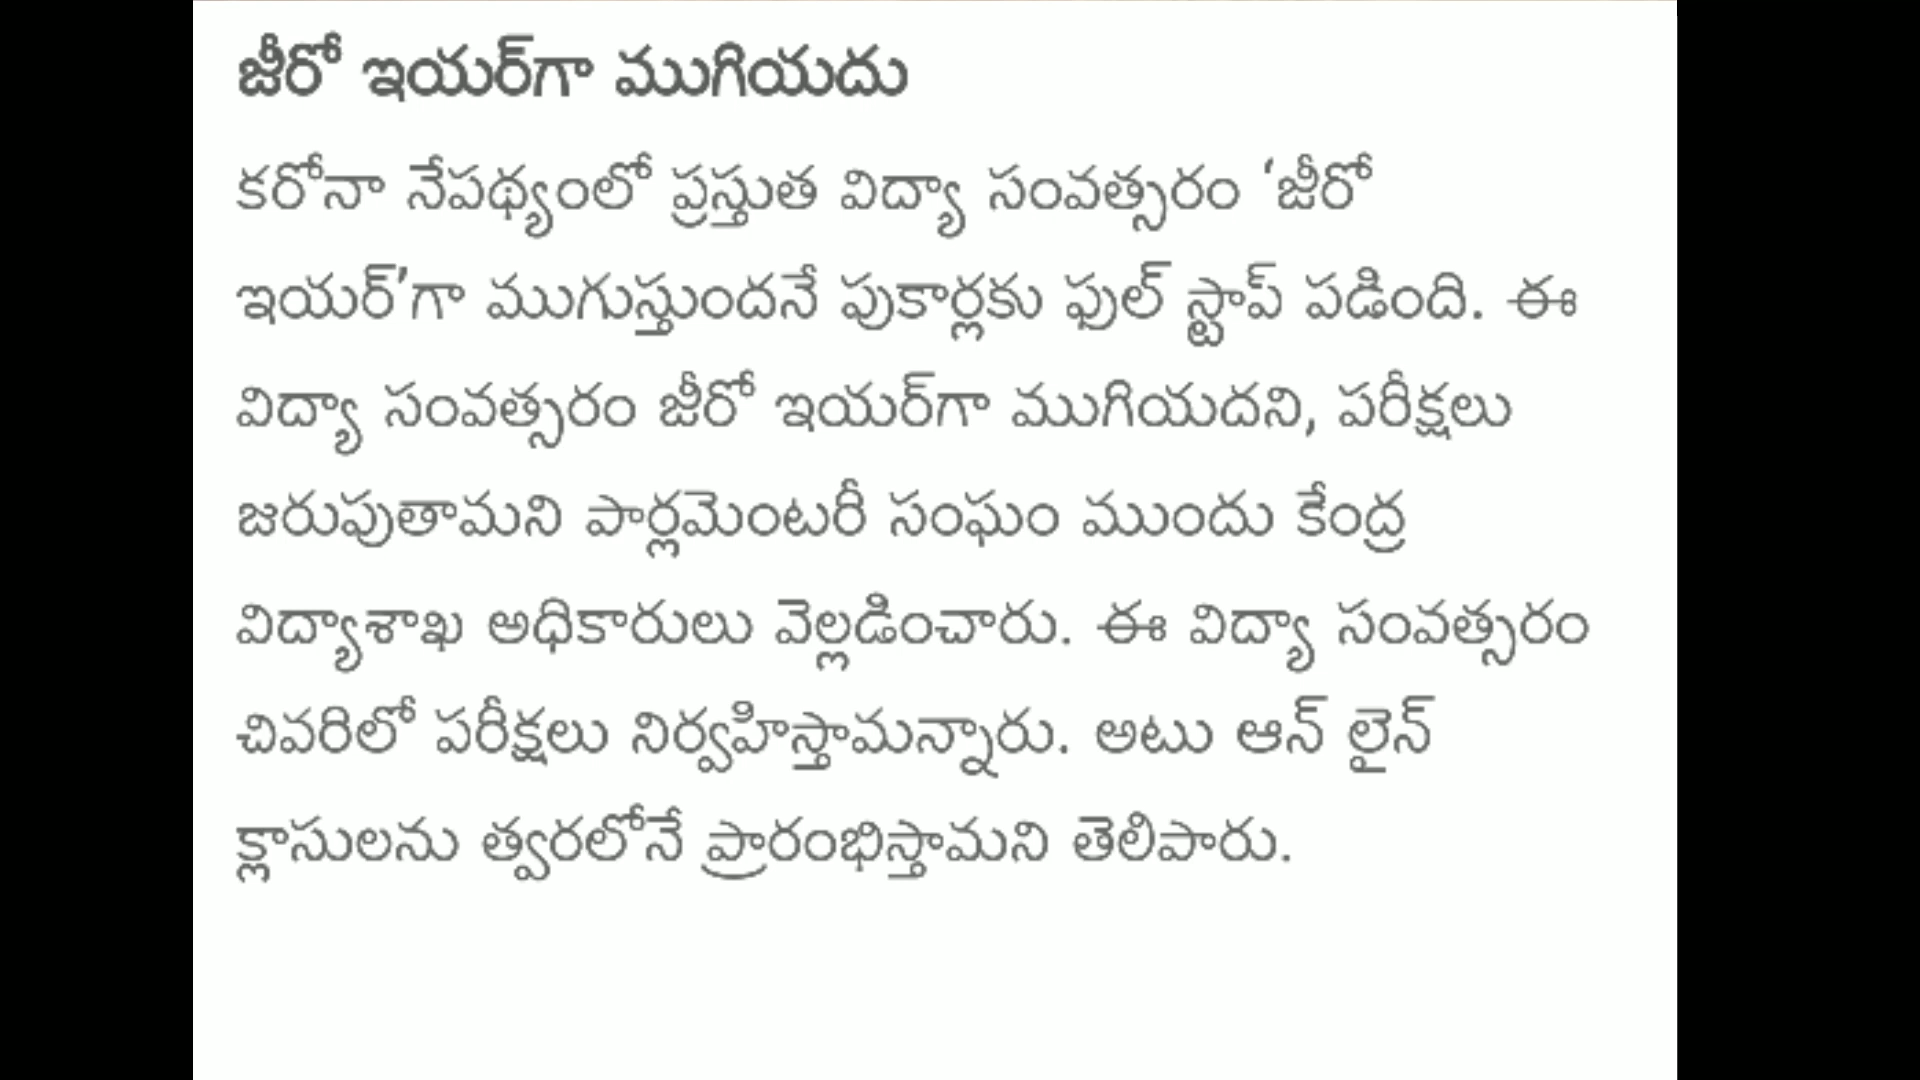 జీరో ఇయర్‌గా ముగియదు
కరోనా నేపథ్యంలో ప్రస్తుత విద్యా సంవత్సరం ‘జీరో
ఇయర్’గా ముగుస్తుందనే పుకార్లకు ఫుల్ స్టాప్ పడింది. ఈ
విద్యా సంవత్సరం జీరో ఇయర్‌గా ముగియదని, పరీక్షలు
జరుపుతామని పార్లమెంటరీ సంఘం ముందు కేంద్ర
విద్యాశాఖ అధికారులు వెల్లడించారు. ఈ విద్యా సంవత్సరం
చివరిలో పరీక్షలు నిర్వహిస్తామన్నారు. అటు ఆన్ లైన్
క్లాసులను త్వరలోనే ప్రారంభిస్తామని తెలిపారు.